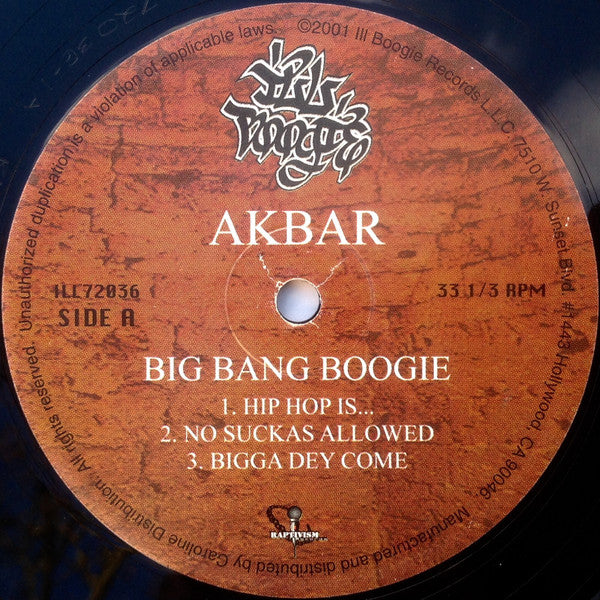 Ill Boogie
AKBAR
ILL72036
SIDE A
33 1/3 RPM
BIG BANG BOOGIE
1. HIP HOP IS...
2. NO SUCKAS ALLOWED
3. BIGGA DEY COME
RAPTIVISM
©2001 Ill Boogie Records L.L.C. 7510 W. Sunset Blvd. #1443 Hollywood, CA 90046. Manufactured and distributed by Caroline Distribution. All rights reserved. Unauthorized duplication is a violation of applicable laws.